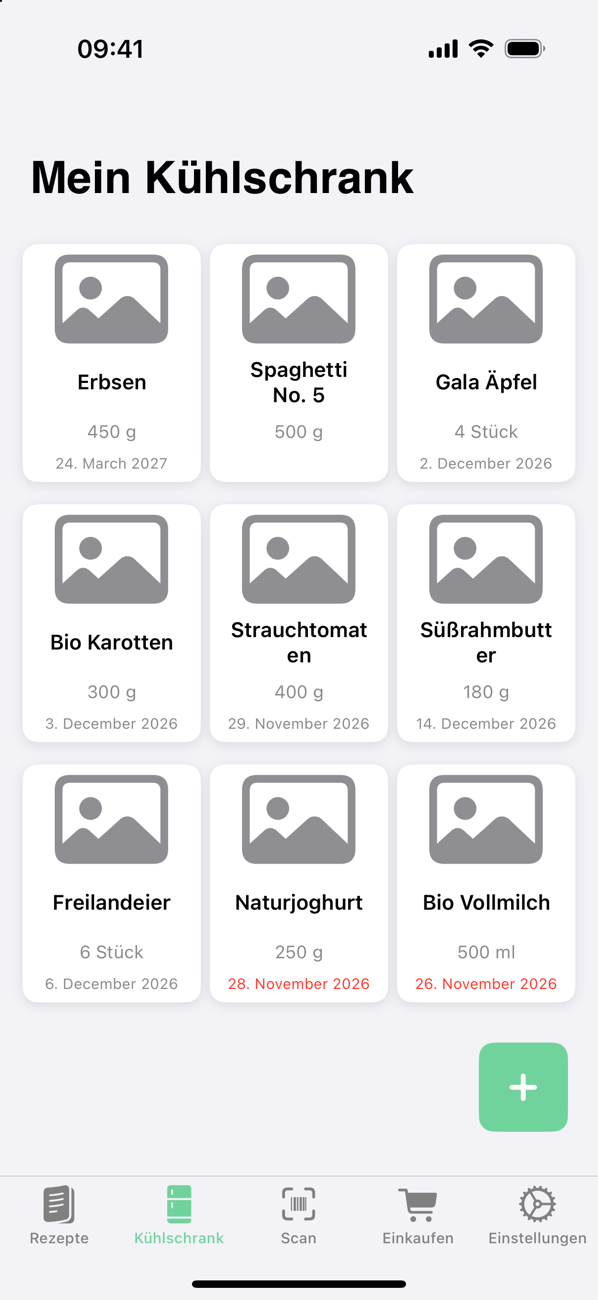 09:41
Mein Kühlschrank
Erbsen
450 g
24. March 2027
Spaghetti
No. 5
500 g
Gala Äpfel
4 Stück
2. December 2026
Bio Karotten
300 g
3. December 2026
Strauchtomat
en
400 g
29. November 2026
Süßrahmbutt
er
180 g
14. December 2026
Freilandeier
6 Stück
6. December 2026
Naturjoghurt
250 g
28. November 2026
Bio Vollmilch
500 ml
26. November 2026
Rezepte
Kühlschrank
Scan
Einkaufen
Einstellungen